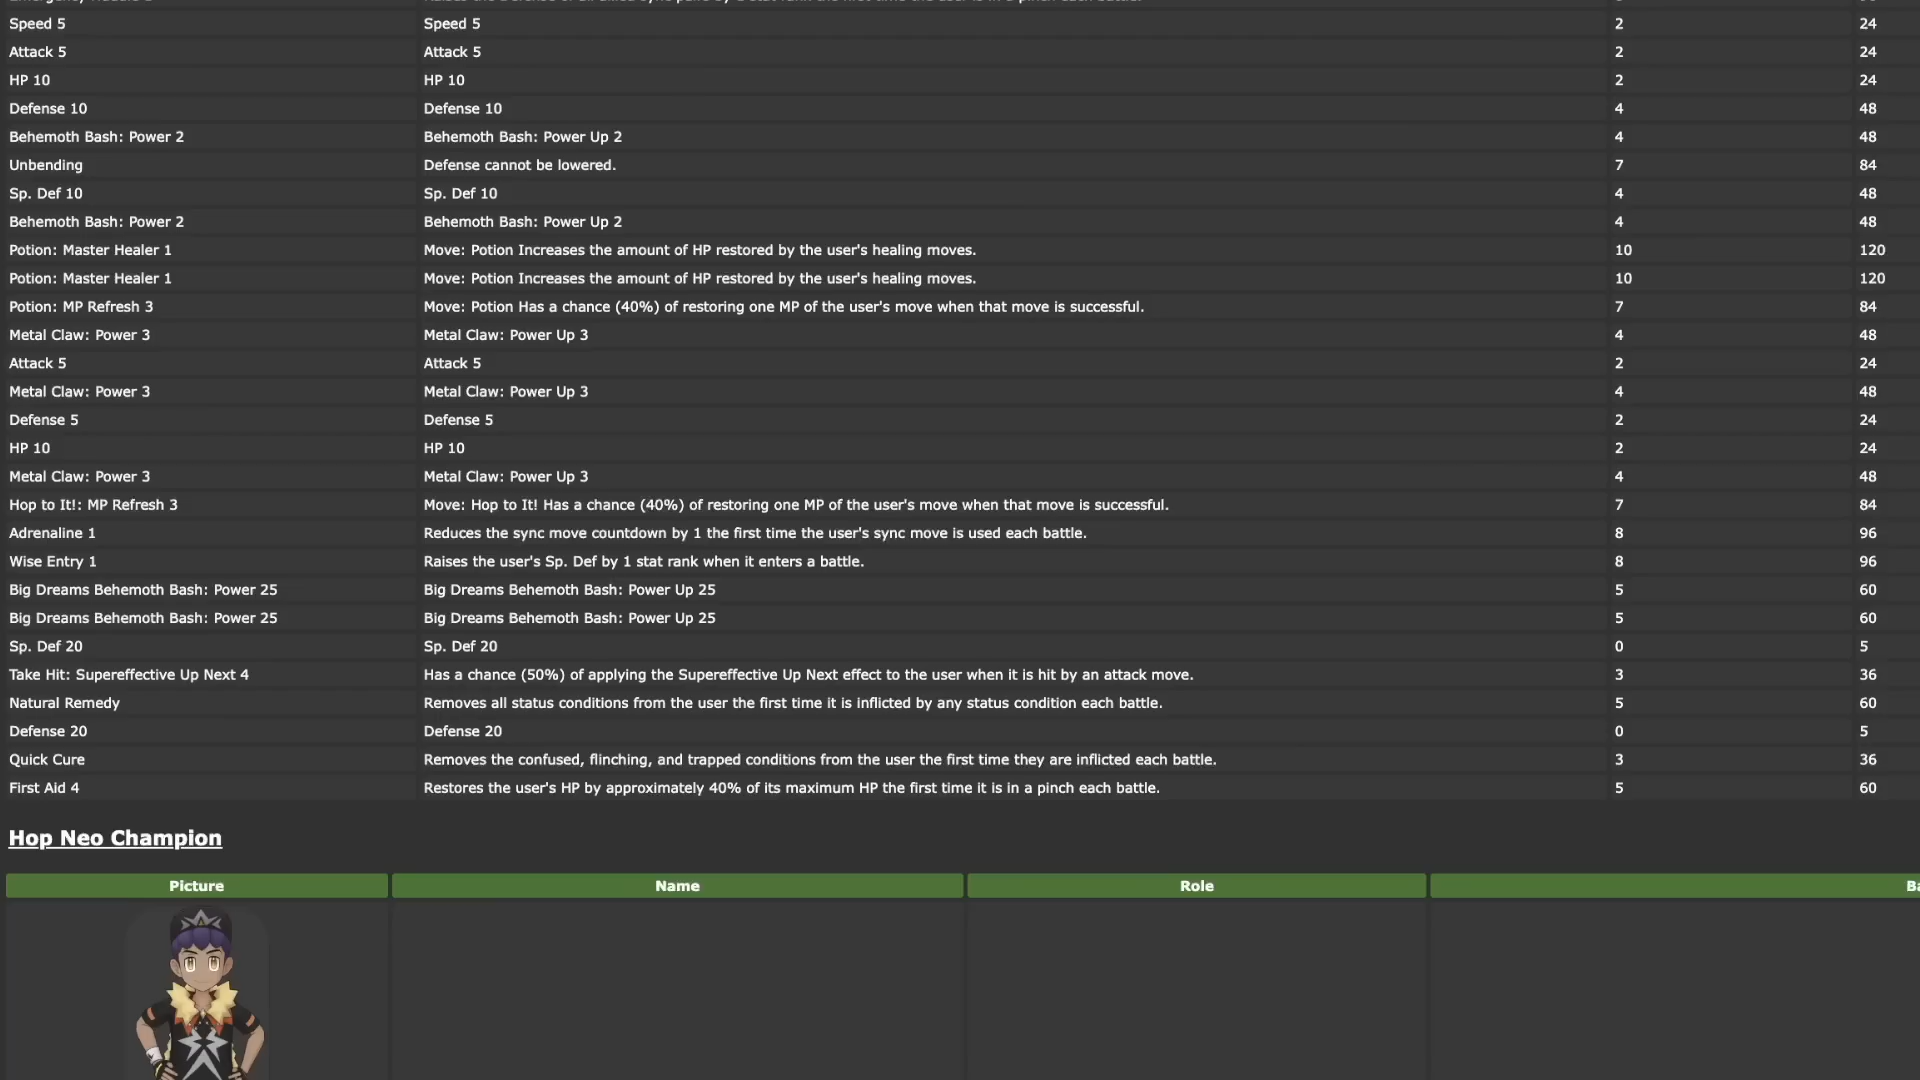 Speed 5 Speed 5 2 24
Attack 5 Attack 5 2 24
HP 10 HP 10 2 24
Defense 10 Defense 10 4 48
Behemoth Bash: Power 2 Behemoth Bash: Power Up 2 4 48
Unbending Defense cannot be lowered. 7 84
Sp. Def 10 Sp. Def 10 4 48
Behemoth Bash: Power 2 Behemoth Bash: Power Up 2 4 48
Potion: Master Healer 1 Move: Potion Increases the amount of HP restored by the user's healing moves. 10 120
Potion: Master Healer 1 Move: Potion Increases the amount of HP restored by the user's healing moves. 10 120
Potion: MP Refresh 3 Move: Potion Has a chance (40%) of restoring one MP of the user's move when that move is successful. 7 84
Metal Claw: Power 3 Metal Claw: Power Up 3 4 48
Attack 5 Attack 5 2 24
Metal Claw: Power 3 Metal Claw: Power Up 3 4 48
Defense 5 Defense 5 2 24
HP 10 HP 10 2 24
Metal Claw: Power 3 Metal Claw: Power Up 3 4 48
Hop to It!: MP Refresh 3 Move: Hop to It! Has a chance (40%) of restoring one MP of the user's move when that move is successful. 7 84
Adrenaline 1 Reduces the sync move countdown by 1 the first time the user's sync move is used each battle. 8 96
Wise Entry 1 Raises the user's Sp. Def by 1 stat rank when it enters a battle. 8 96
Big Dreams Behemoth Bash: Power 25 Big Dreams Behemoth Bash: Power Up 25 5 60
Big Dreams Behemoth Bash: Power 25 Big Dreams Behemoth Bash: Power Up 25 5 60
Sp. Def 20 Sp. Def 20 0 5
Take Hit: Supereffective Up Next 4 Has a chance (50%) of applying the Supereffective Up Next effect to the user when it is hit by an attack move. 3 36
Natural Remedy Removes all status conditions from the user the first time it is inflicted by any status condition each battle. 5 60
Defense 20 Defense 20 0 5
Quick Cure Removes the confused, flinching, and trapped conditions from the user the first time they are inflicted each battle. 3 36
First Aid 4 Restores the user's HP by approximately 40% of its maximum HP the first time it is in a pinch each battle. 5 60
Hop Neo Champion
Picture Name Role